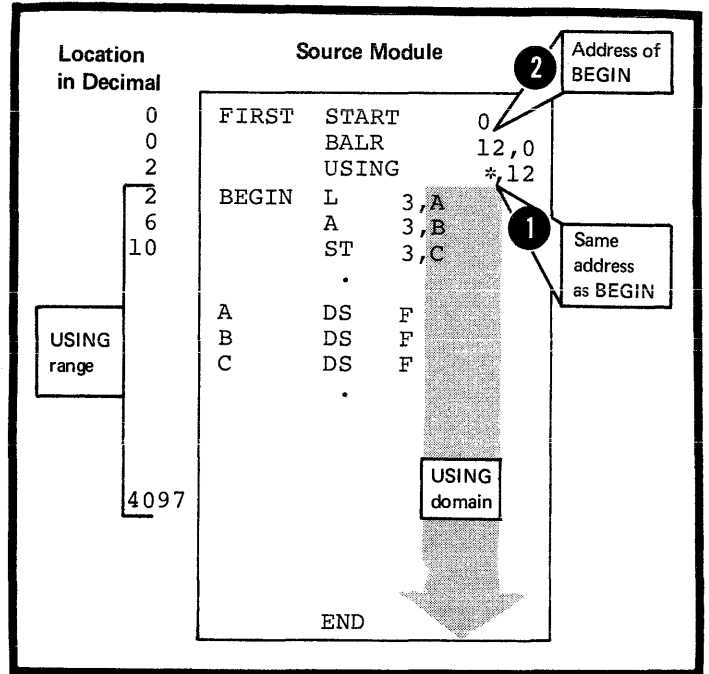 Location
in Decimal
Source Module
2 Address of
BEGIN
0 FIRST START 0
0 BALR 12,0
2 USING *,12
2 BEGIN L 3,A
6 A 3,B
10 ST 3,C
.
1 Same
address
as BEGIN
A DS F
B DS F
C DS F
.
USING
range
USING
domain
4097
END